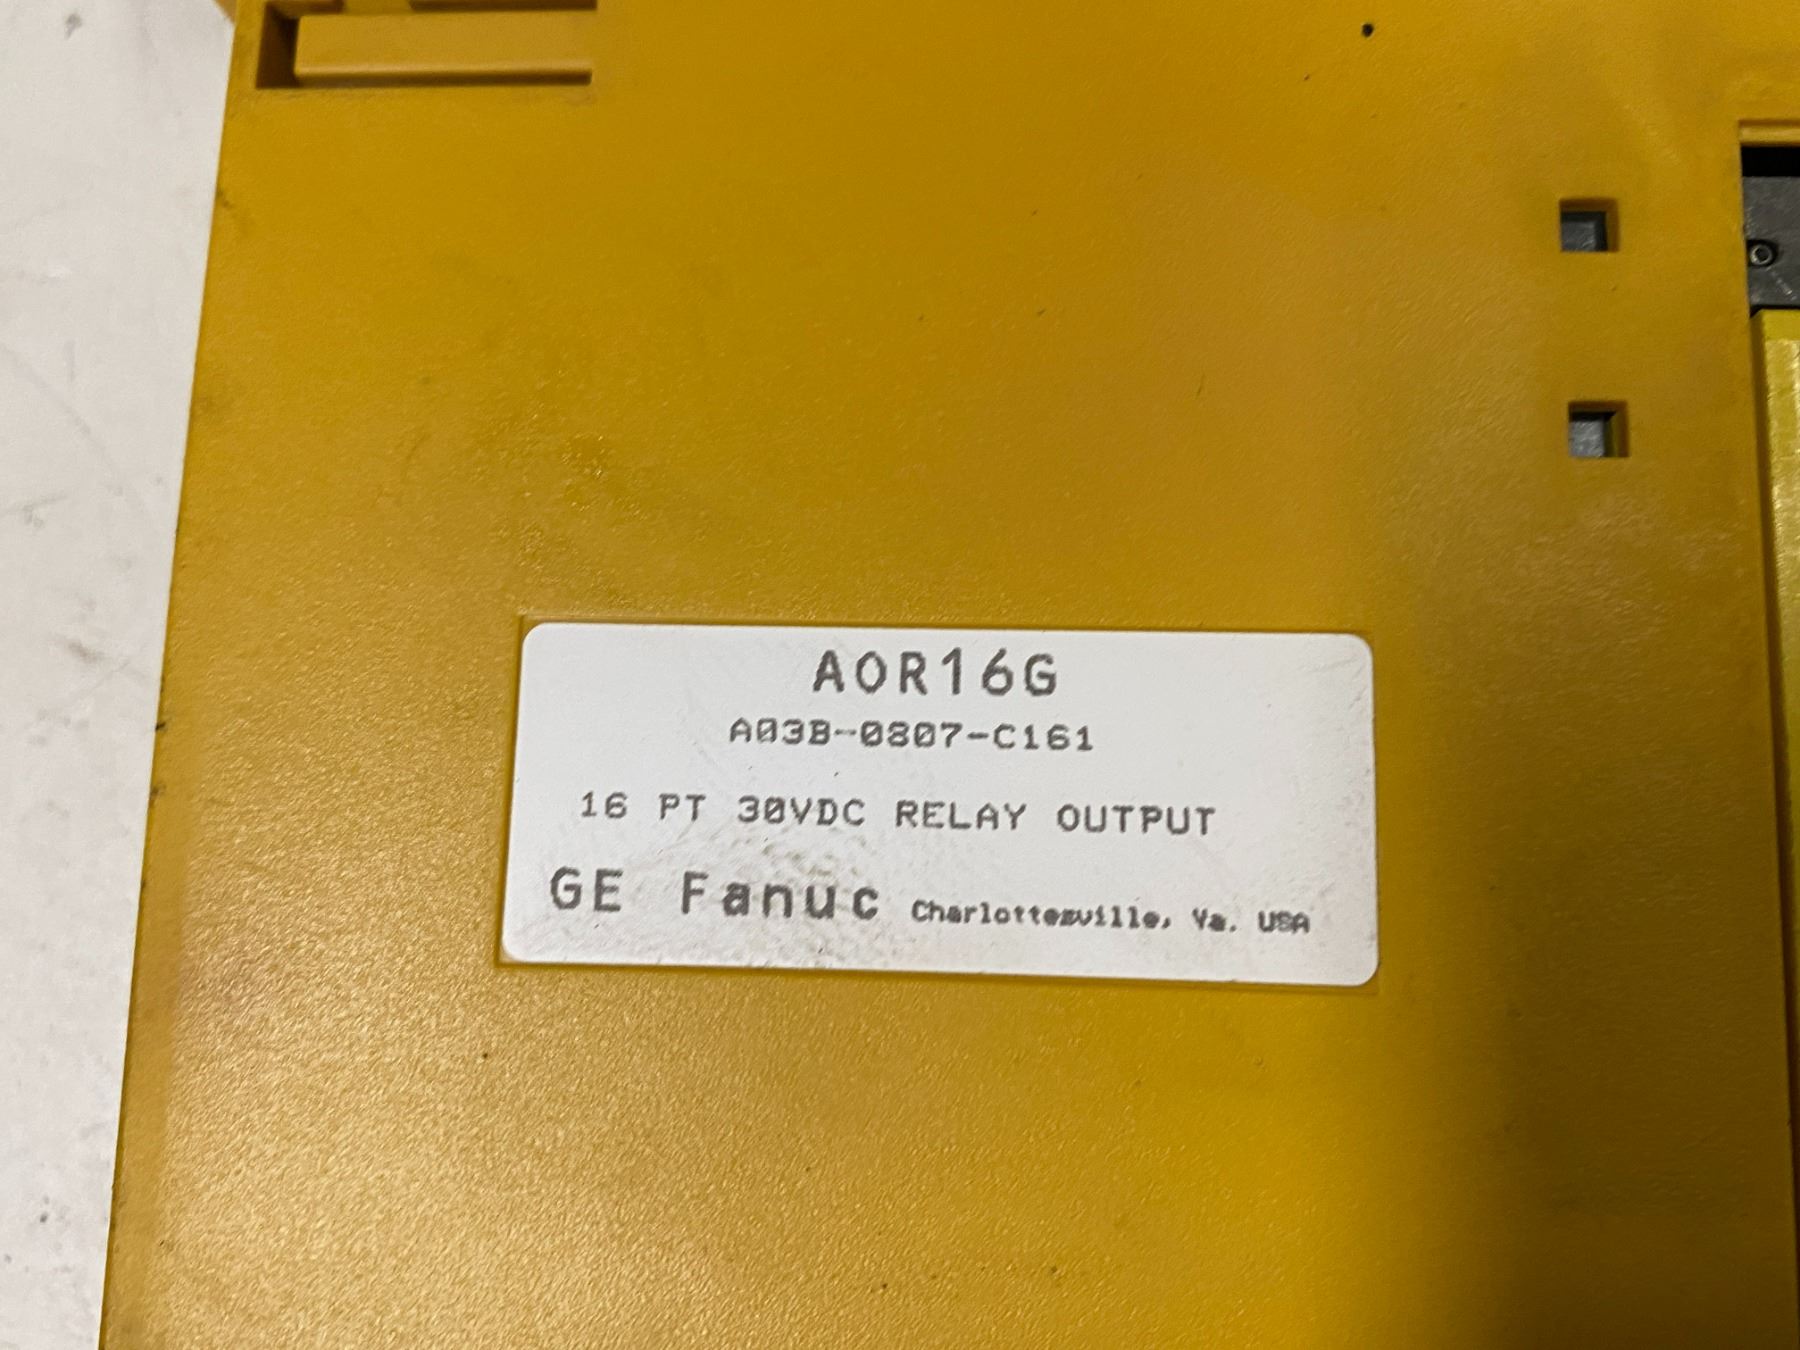 AOR16G
A03B-0807-C161
16 PT 30VDC RELAY OUTPUT
GE Fanuc Charlottesville, Va. USA